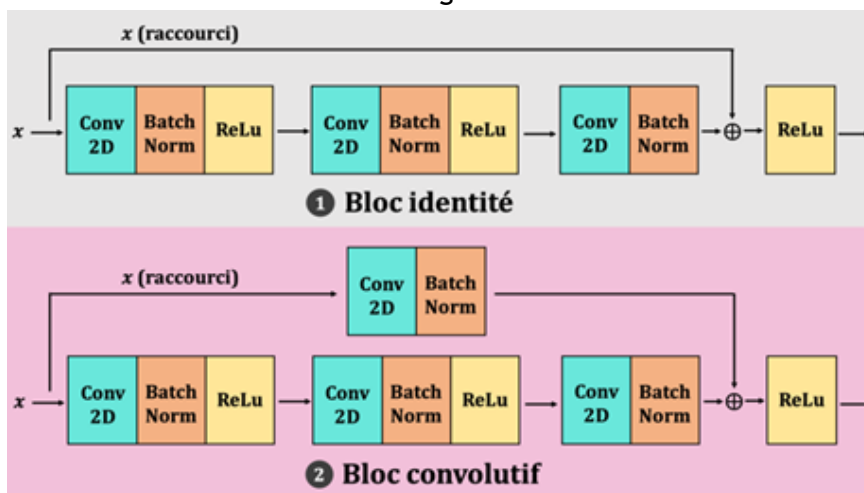 x (raccourci)
x
Conv 2D
Batch Norm
ReLu
Conv 2D
Batch Norm
ReLu
Conv 2D
Batch Norm
⊕
ReLu
1 Bloc identité
x (raccourci)
Conv 2D
Batch Norm
x
Conv 2D
Batch Norm
ReLu
Conv 2D
Batch Norm
ReLu
Conv 2D
Batch Norm
⊕
ReLu
2 Bloc convolutif